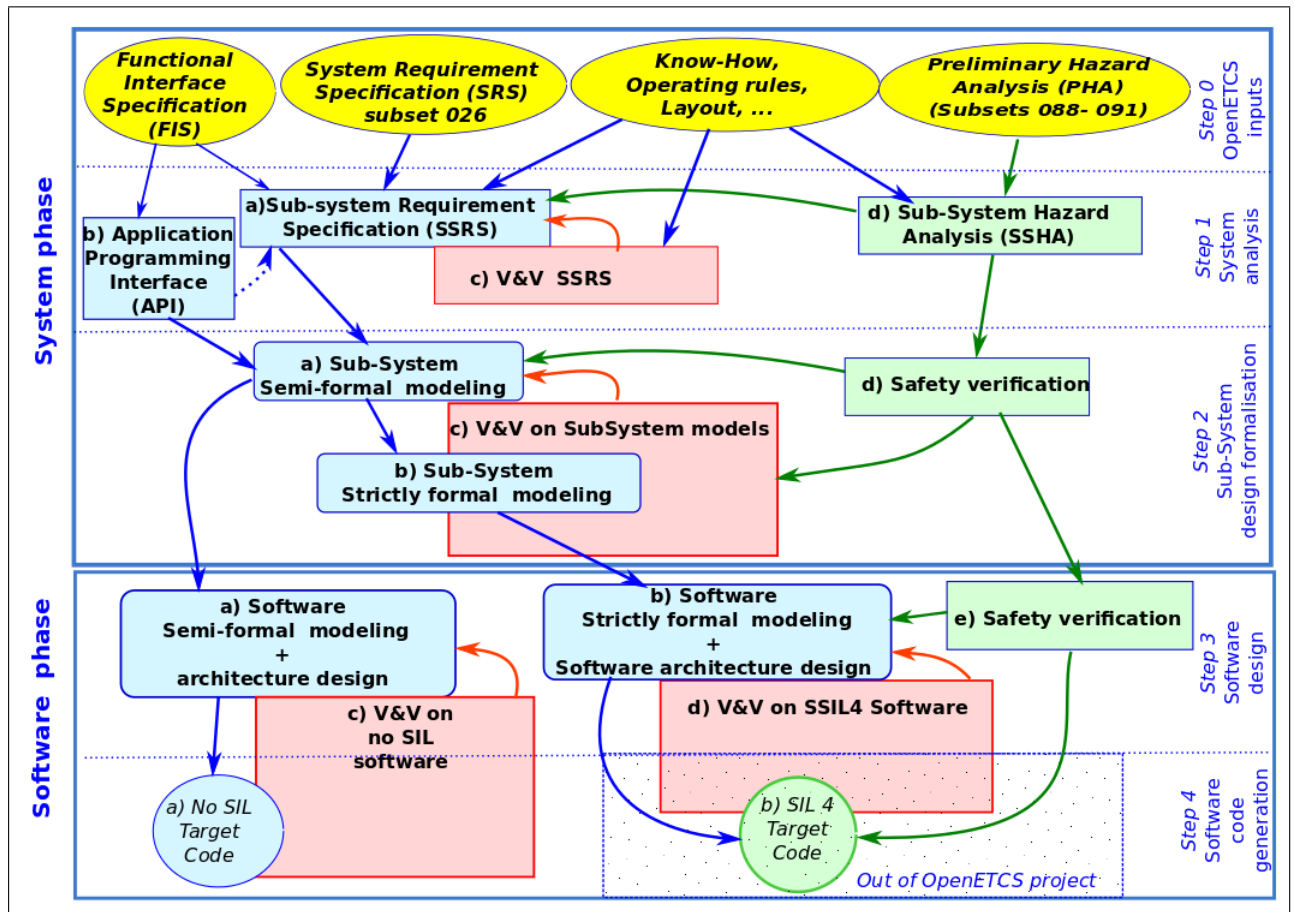 Functional
Interface
Specification
(FIS)
System Requirement
Specification (SRS)
subset 026
Know-How,
Operating rules,
Layout, ...
Preliminary Hazard
Analysis (PHA)
(Subsets 088- 091)
Step 0
OpenETCS
inputs
System phase
a)Sub-system Requirement
Specification (SSRS)
b) Application
Programming
Interface
(API)
c) V&V  SSRS
d) Sub-System Hazard
Analysis (SSHA)
Step 1
System
analysis
a) Sub-System
Semi-formal  modeling
d) Safety verification
c) V&V on SubSystem models
b) Sub-System
Strictly formal  modeling
Step 2
Sub-System
design formalisation
Software  phase
a) Software
Semi-formal  modeling
+
architecture design
b) Software
Strictly formal  modeling
+
Software architecture design
e) Safety verification
c) V&V on
no SIL
software
d) V&V on SSIL4 Software
Step 3
Software
design
a) No SIL
Target
Code
b) SIL 4
Target
Code
Out of OpenETCS project
Step 4
Software
code
generation